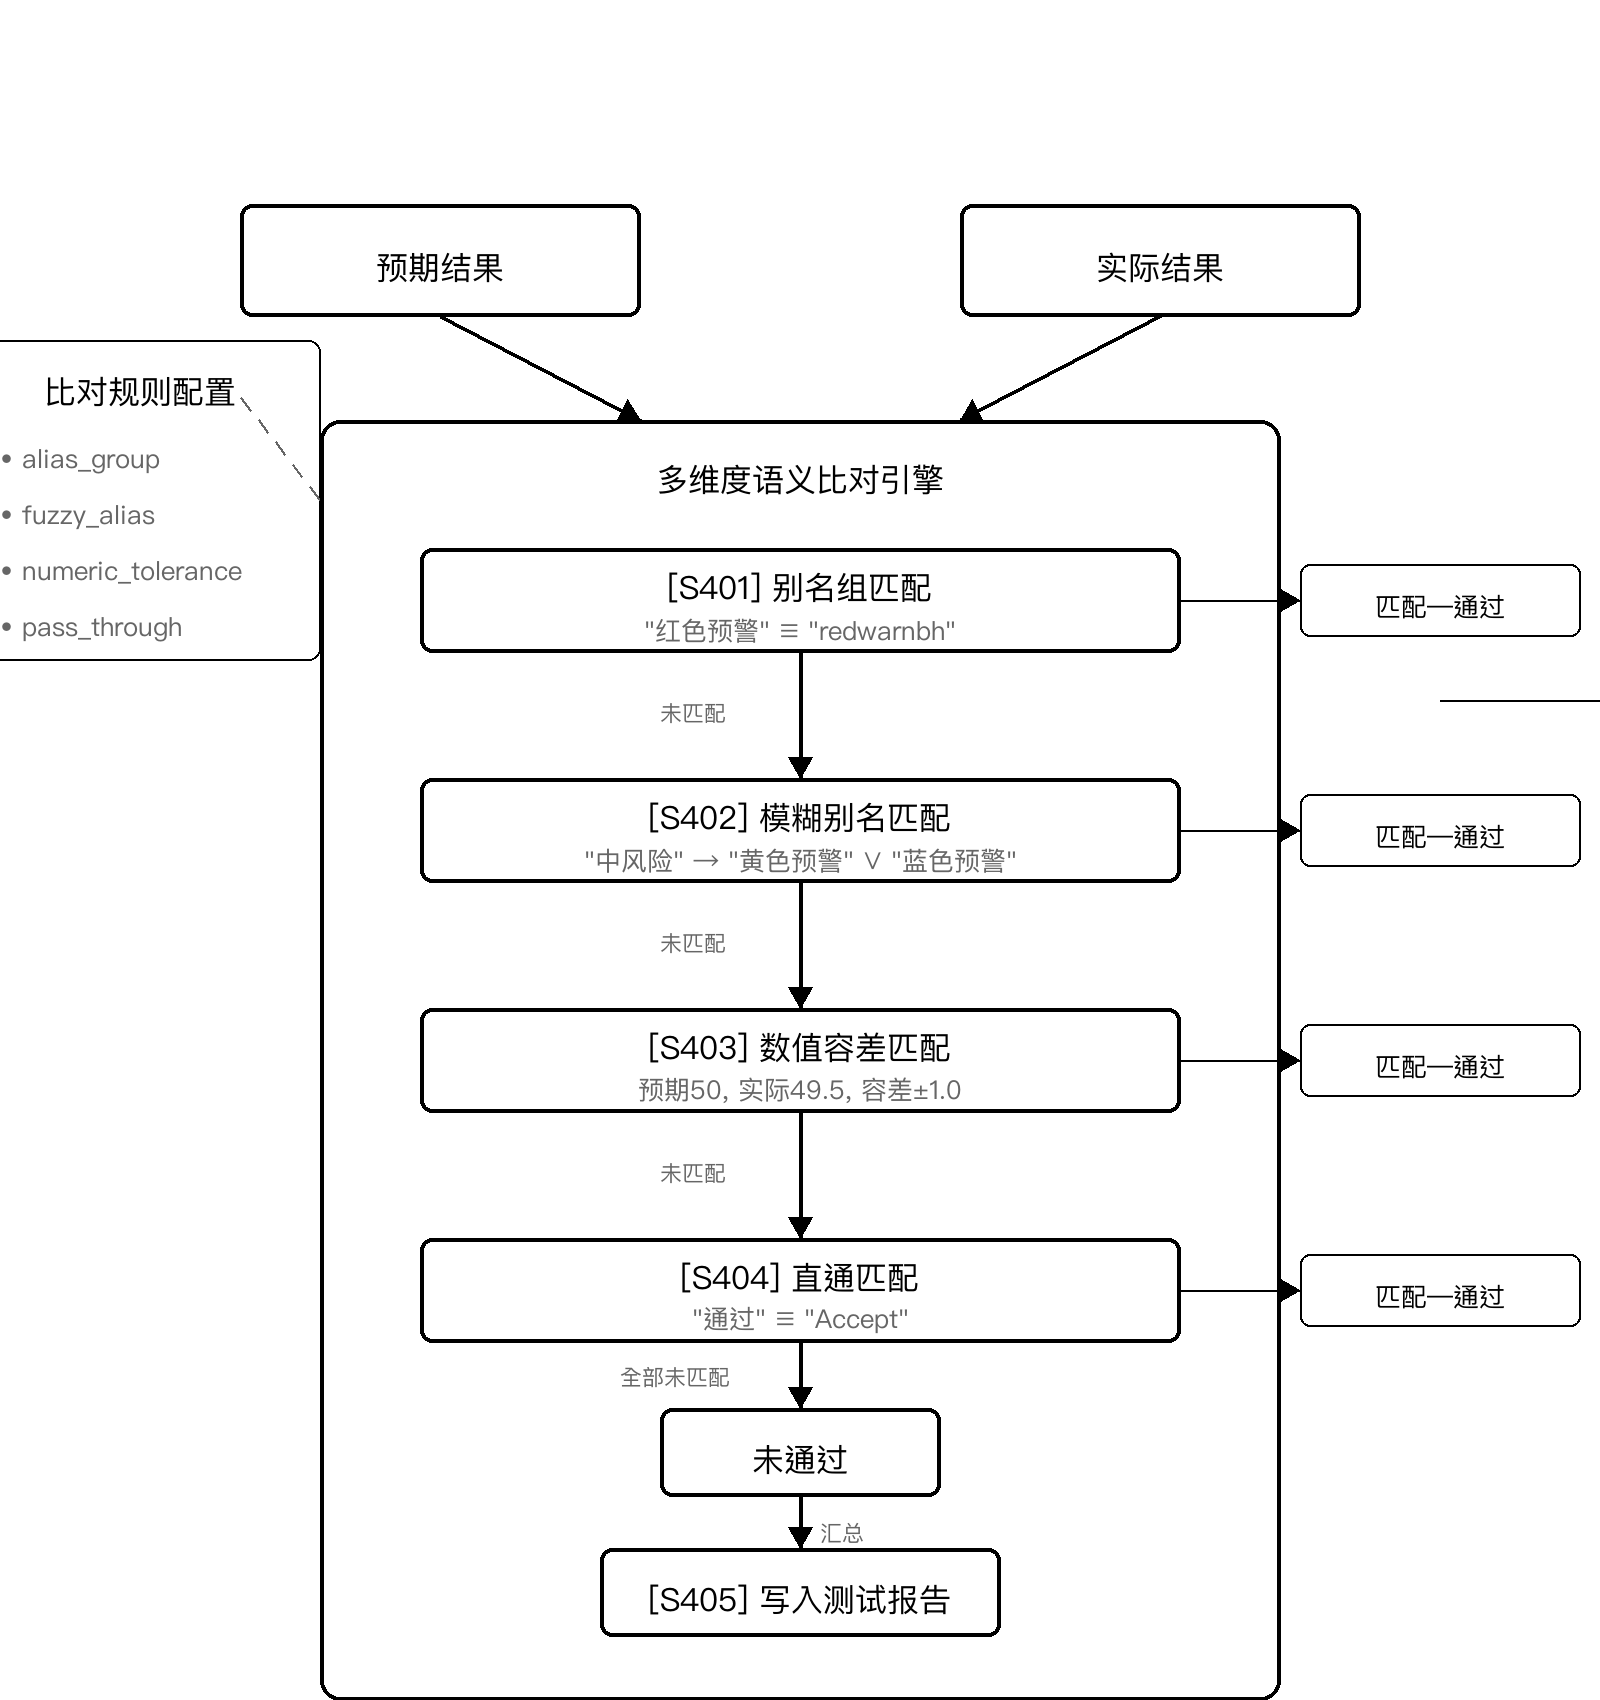 预期结果
实际结果
比对规则配置
• alias_group
• fuzzy_alias
• numeric_tolerance
• pass_through
多维度语义比对引擎
[S401] 别名组匹配
"红色预警" ≡ "redwarnbh"
匹配—通过
未匹配
[S402] 模糊别名匹配
"中风险" → "黄色预警" ∨ "蓝色预警"
匹配—通过
未匹配
[S403] 数值容差匹配
预期50, 实际49.5, 容差±1.0
匹配—通过
未匹配
[S404] 直通匹配
"通过" ≡ "Accept"
匹配—通过
全部未匹配
未通过
汇总
[S405] 写入测试报告